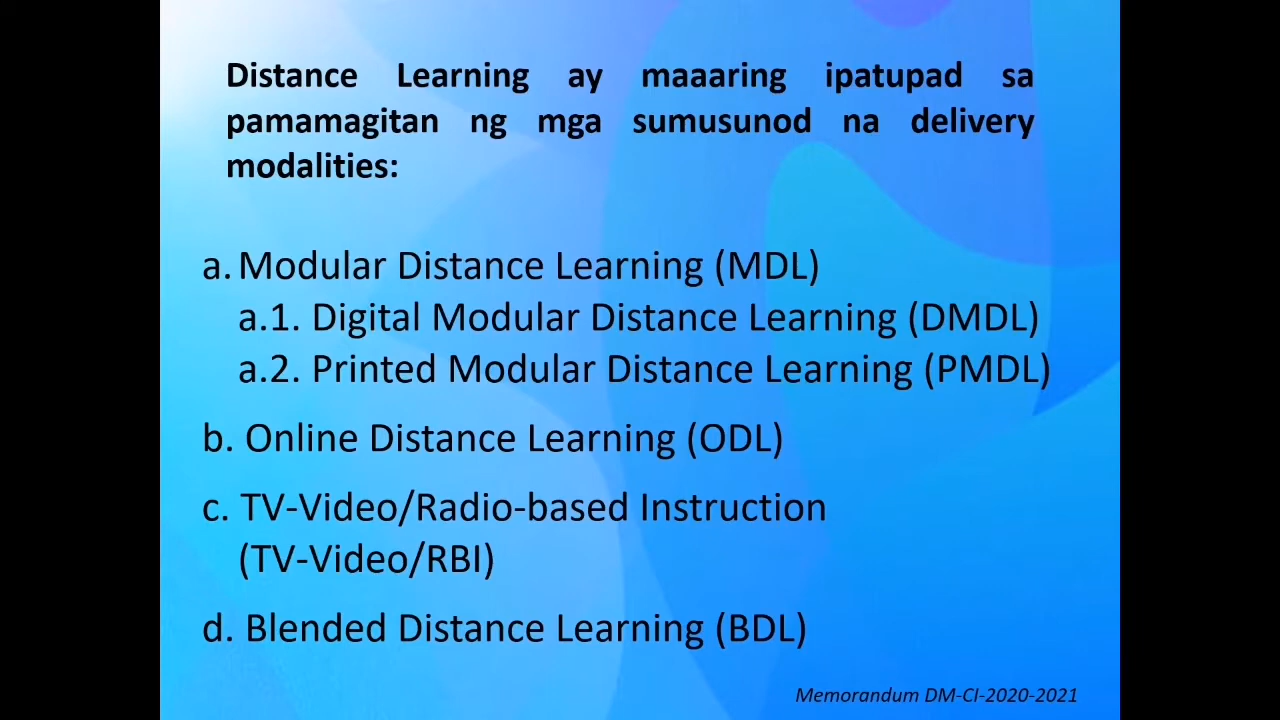 Distance Learning ay maaaring ipatupad sa
pamamagitan ng mga sumusunod na delivery
modalities:
a. Modular Distance Learning (MDL)
a.1. Digital Modular Distance Learning (DMDL)
a.2. Printed Modular Distance Learning (PMDL)
b. Online Distance Learning (ODL)
c. TV-Video/Radio-based Instruction
(TV-Video/RBI)
d. Blended Distance Learning (BDL)
Memorandum DM-CI-2020-2021